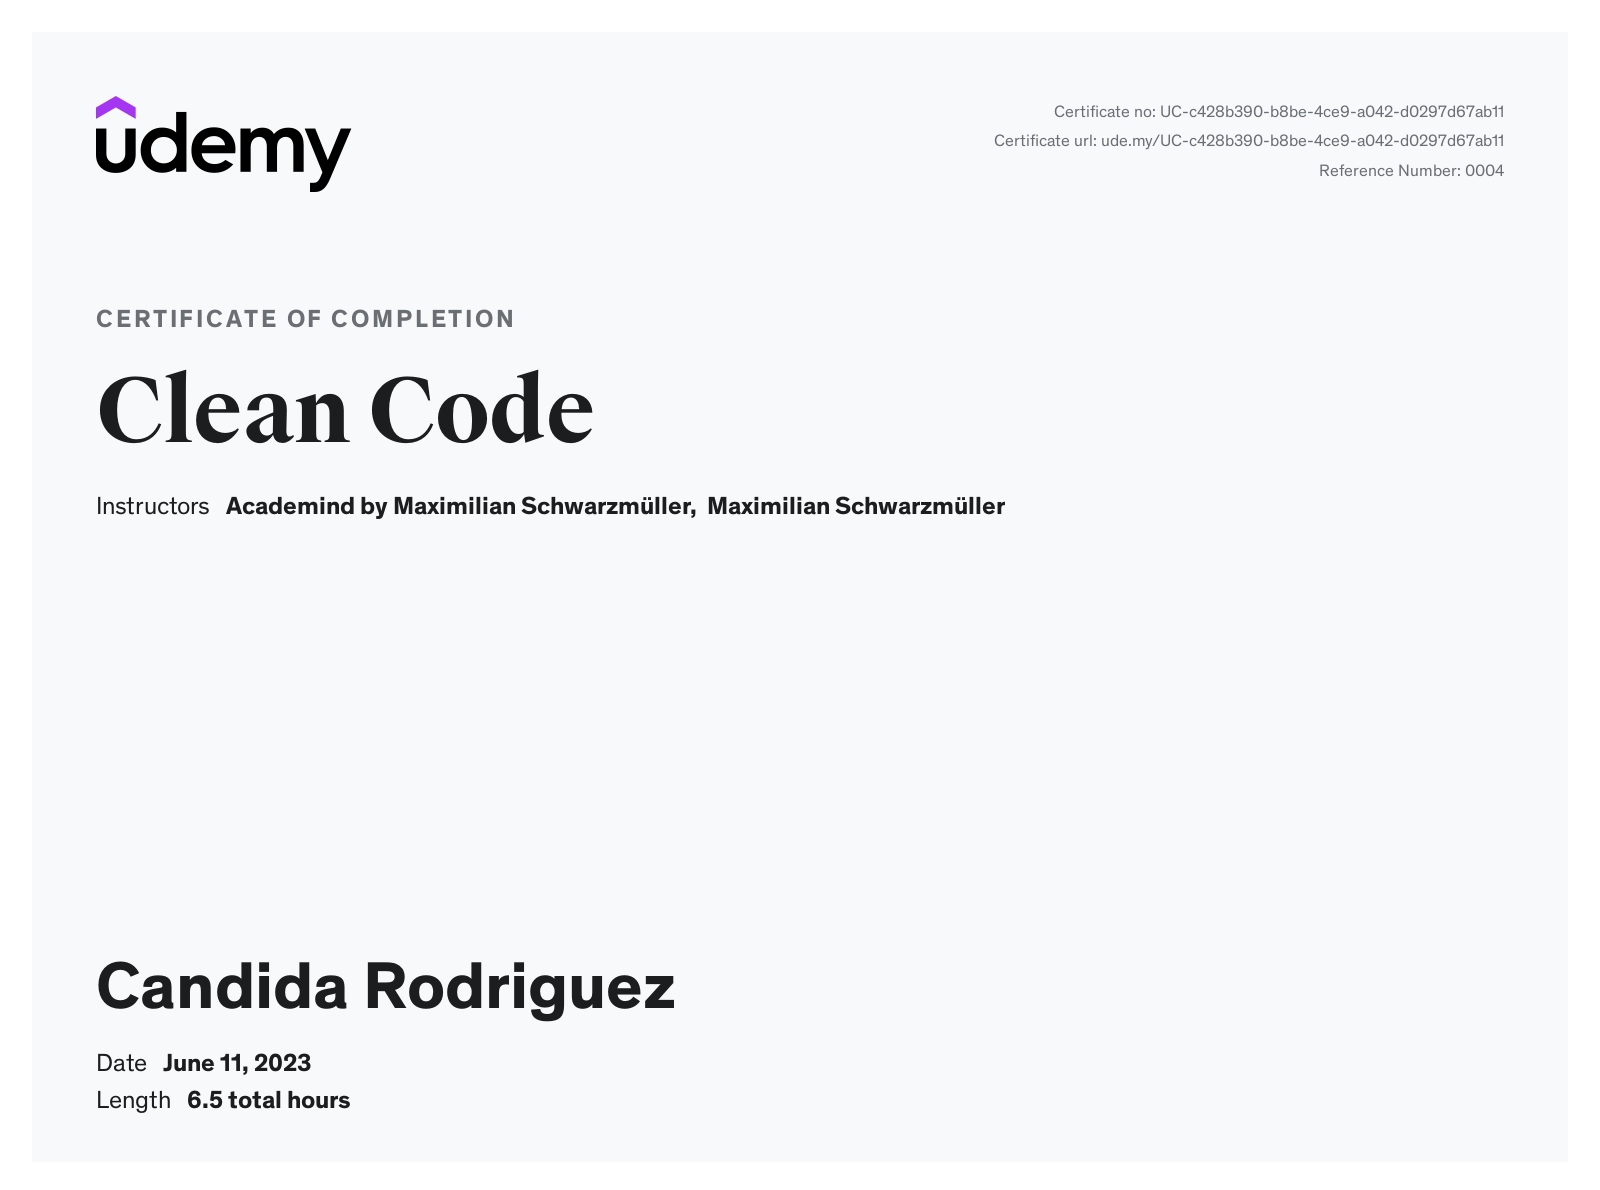 udemy
Certificate no: UC-c428b390-b8be-4ce9-a042-d0297d67ab11
Certificate url: ude.my/UC-c428b390-b8be-4ce9-a042-d0297d67ab11
Reference Number: 0004
CERTIFICATE OF COMPLETION
Clean Code
Instructors Academind by Maximilian Schwarzmüller, Maximilian Schwarzmüller
Candida Rodriguez
Date June 11, 2023
Length 6.5 total hours